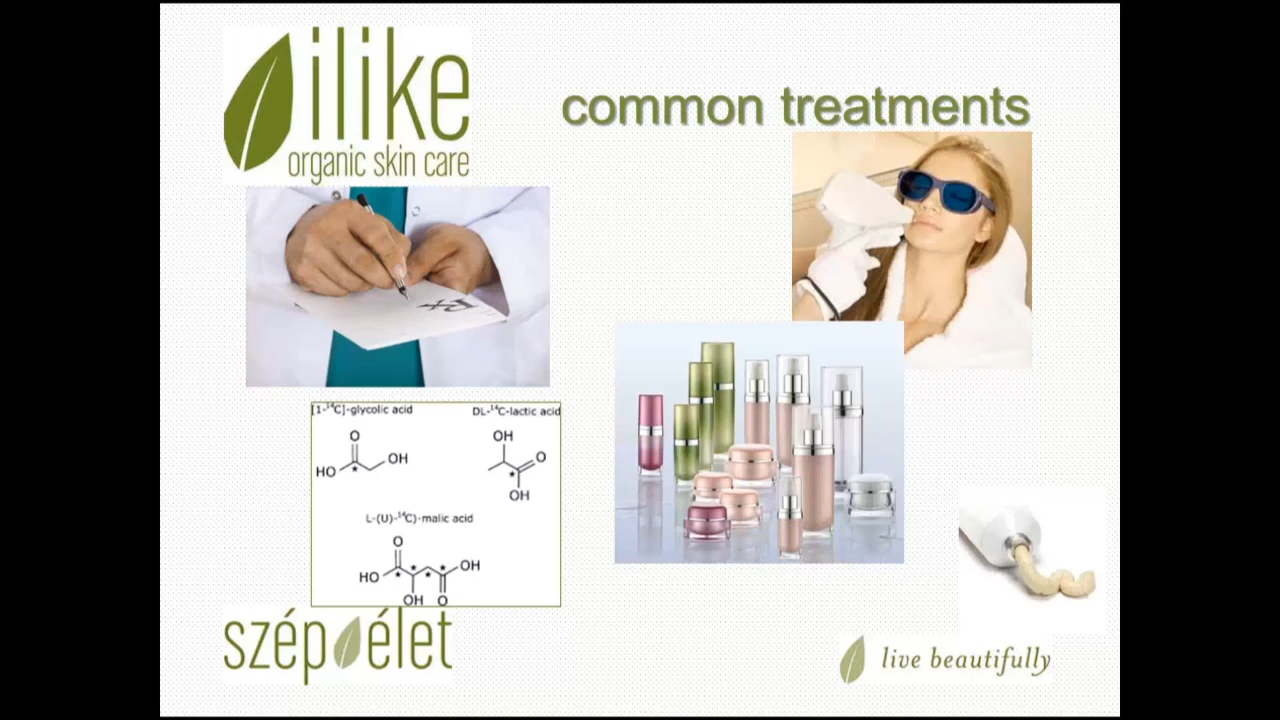 ilike
organic skin care
common treatments
Rx
[1-¹⁴C]-glycolic acid
DL-¹⁴C-lactic acid
O
HO
OH
OH
O
OH
L-(U)-¹⁴C)-malic acid
O
HO
OH
OH
O
szép élet
live beautifully